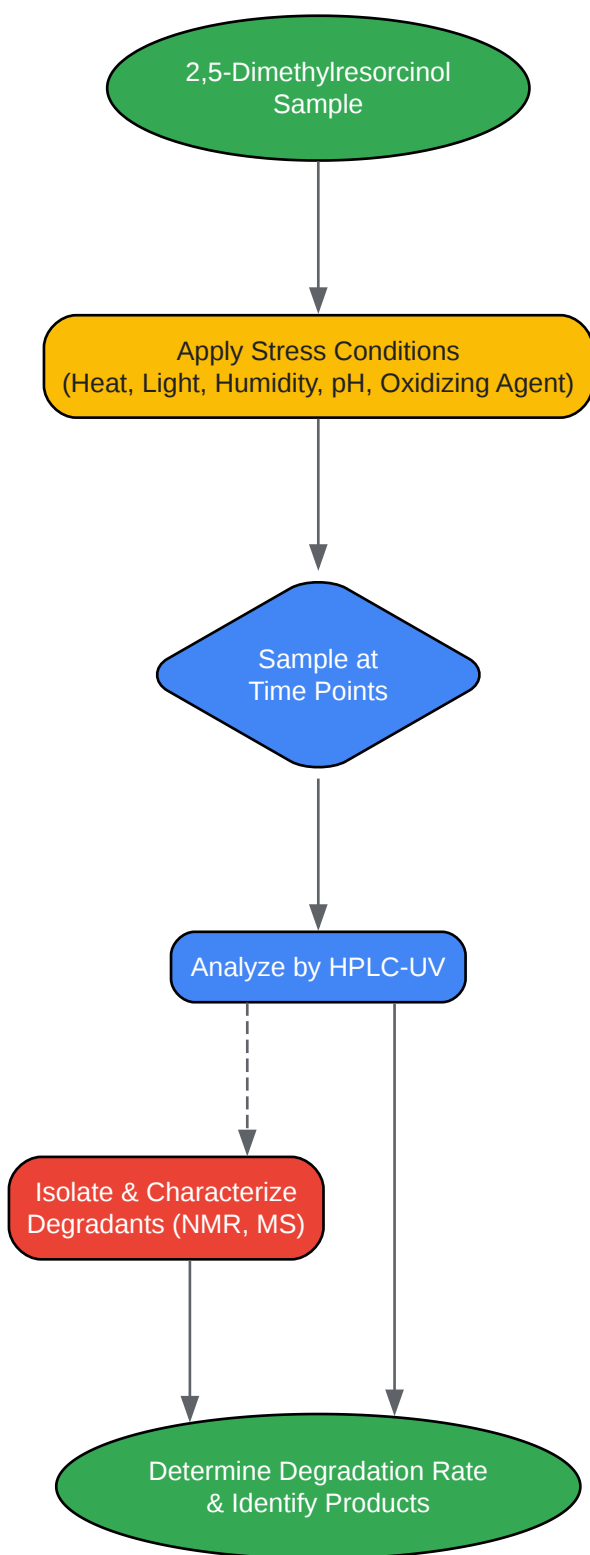 2,5-Dimethylresorcinol
Sample
Apply Stress Conditions
(Heat, Light, Humidity, pH, Oxidizing Agent)
Sample at
Time Points
Analyze by HPLC-UV
Isolate & Characterize
Degradants (NMR, MS)
Determine Degradation Rate
& Identify Products